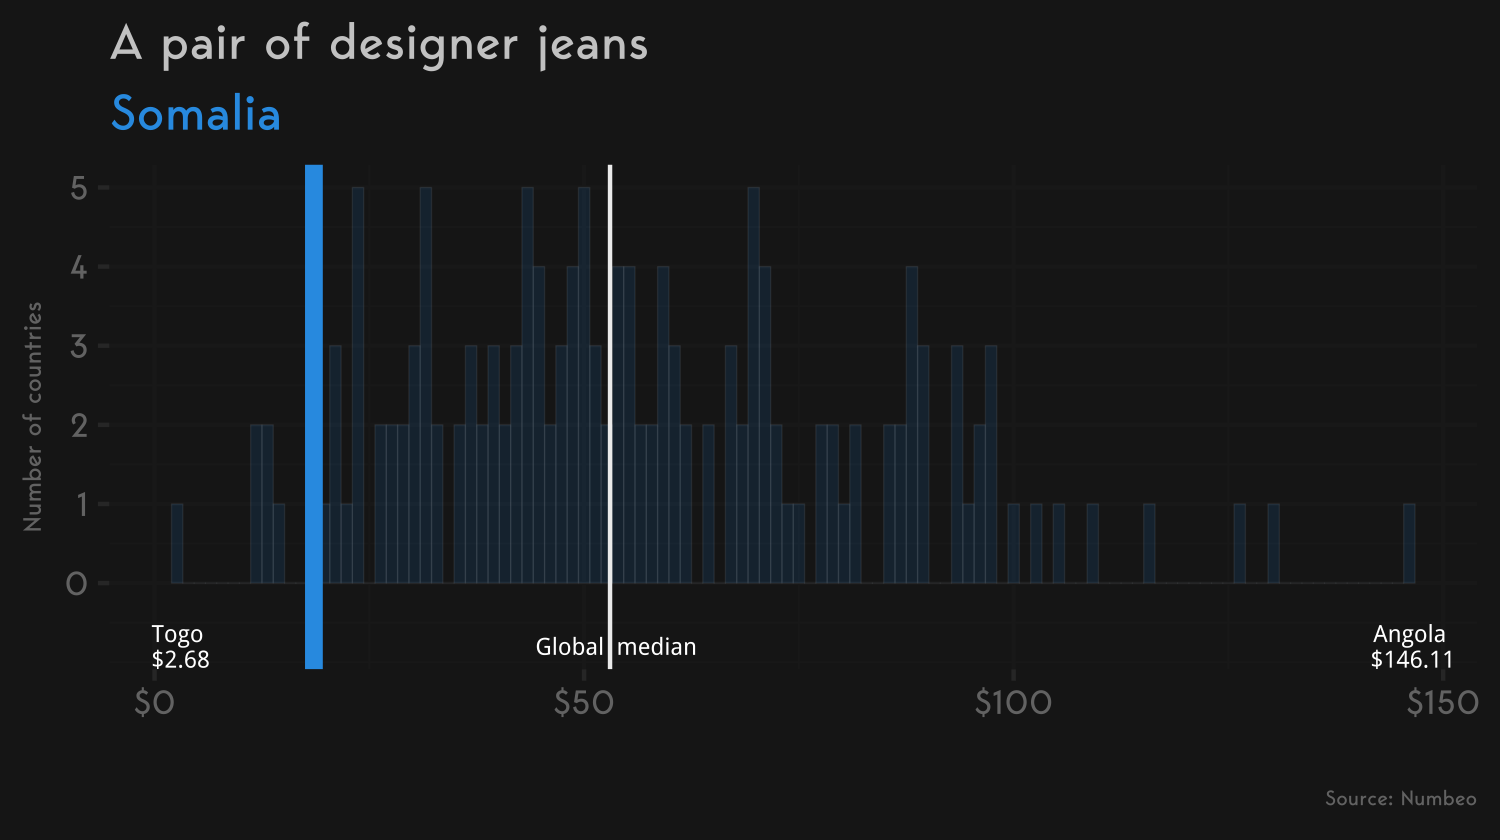 A pair of designer jeans
Somalia
Number of countries
5
4
3
2
1
0
Togo
$2.68
Global median
Angola
$146.11
$0 $50 $100 $150
Source: Numbeo